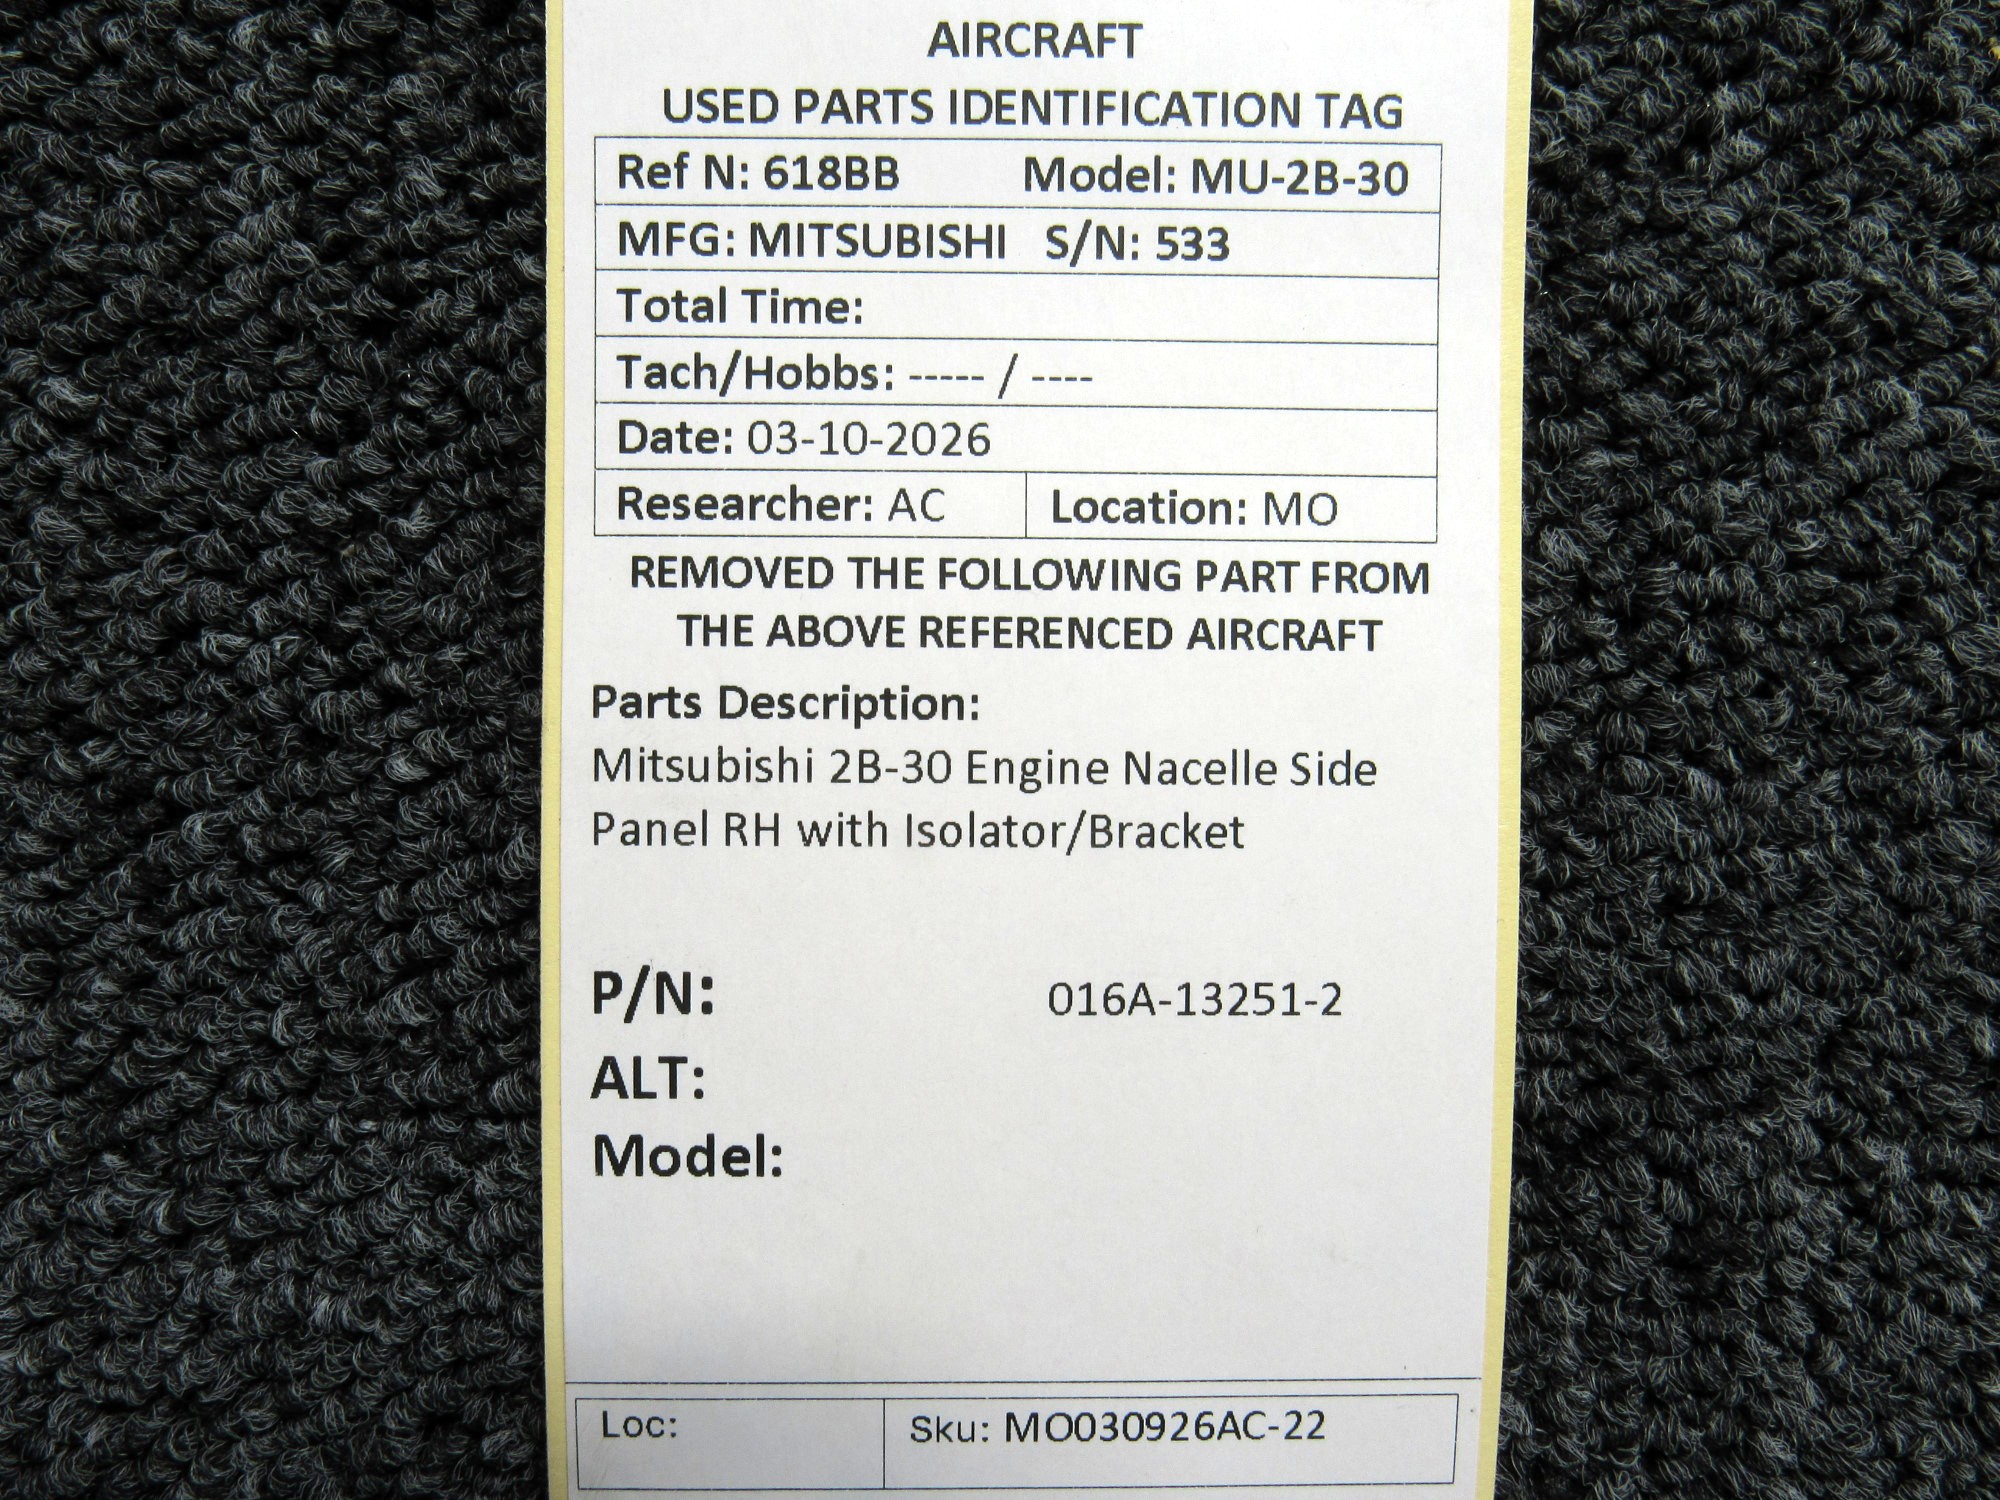 AIRCRAFT
USED PARTS IDENTIFICATION TAG
Ref N: 618BB Model: MU-2B-30
MFG: MITSUBISHI S/N: 533
Total Time:
Tach/Hobbs: ----- / ----
Date: 03-10-2026
Researcher: AC Location: MO
REMOVED THE FOLLOWING PART FROM
THE ABOVE REFERENCED AIRCRAFT
Parts Description:
Mitsubishi 2B-30 Engine Nacelle Side
Panel RH with Isolator/Bracket
P/N: 016A-13251-2
ALT:
Model:
Loc: Sku: MO030926AC-22